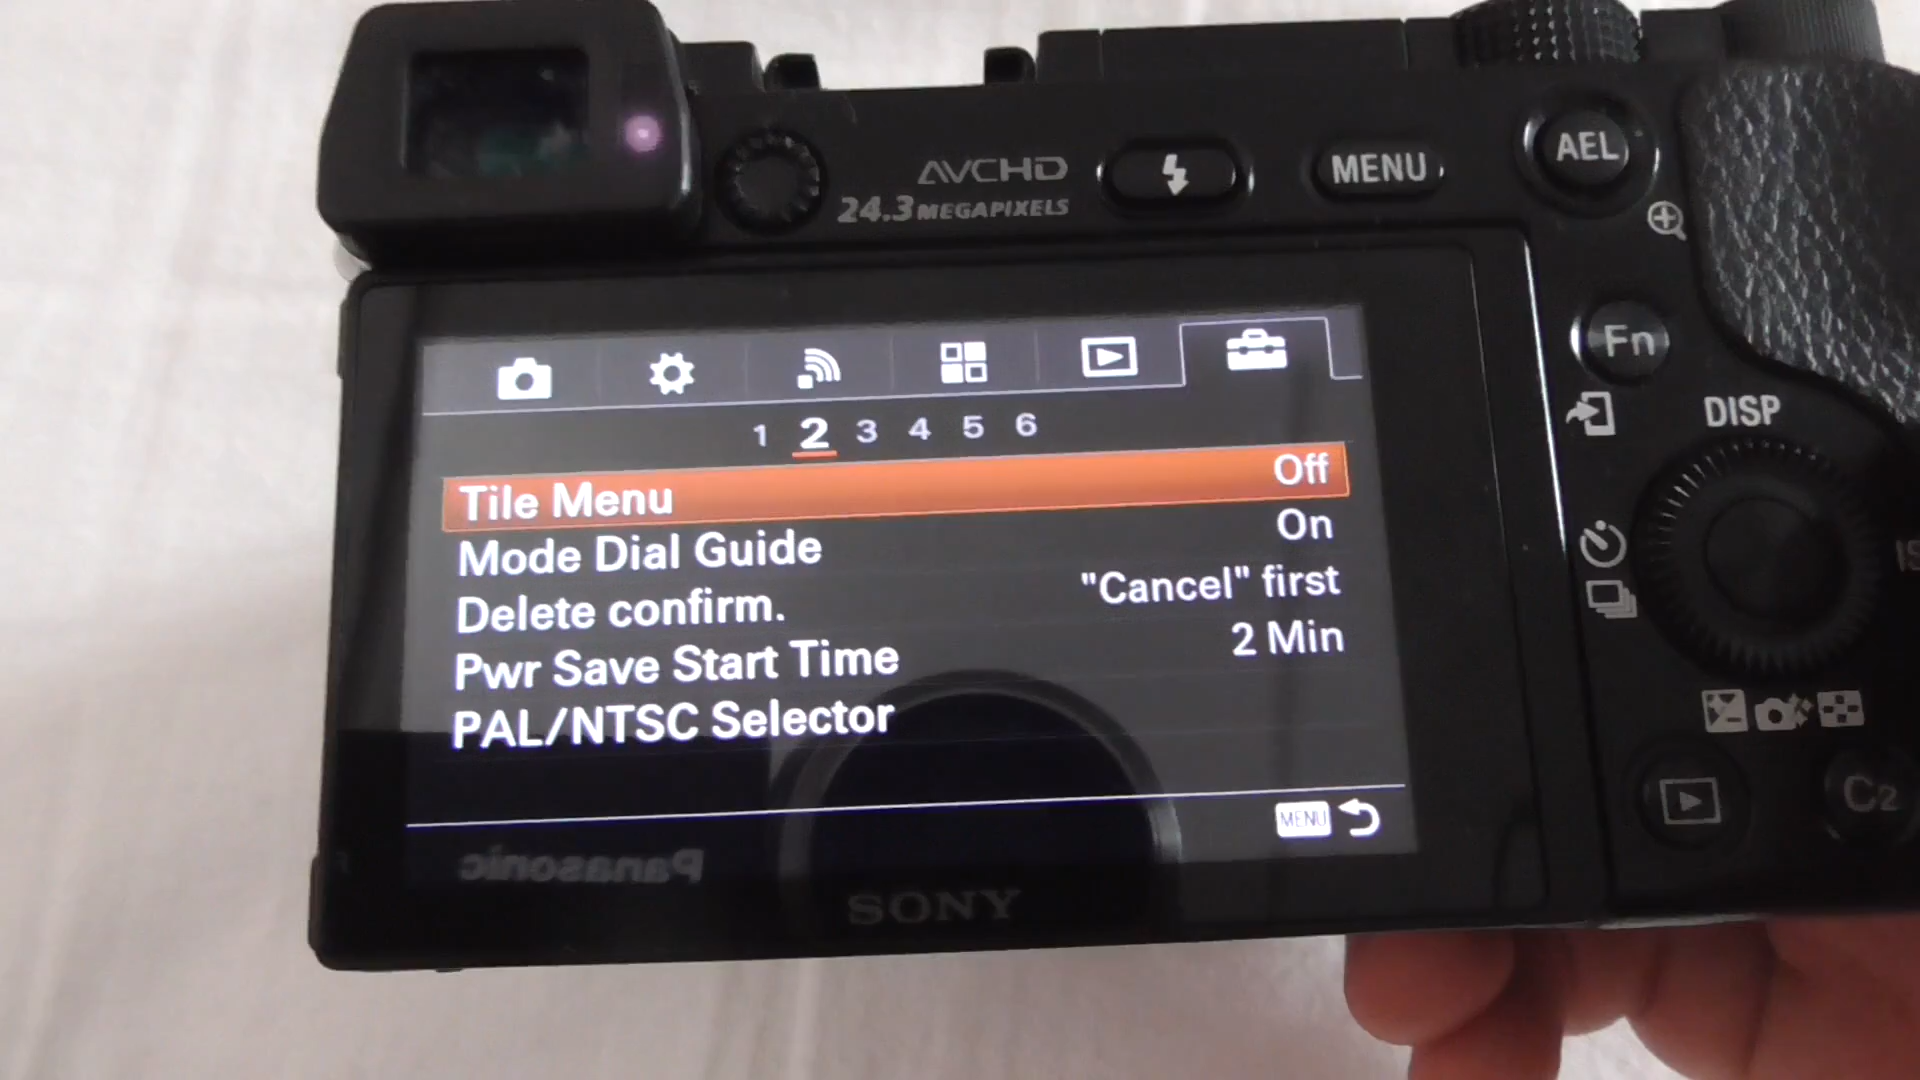 AVCHD
24.3 MEGAPIXELS
MENU
AEL
Fn
DISP
1 2 3 4 5 6
Tile Menu Off
Mode Dial Guide On
Delete confirm. "Cancel" first
Pwr Save Start Time 2 Min
PAL/NTSC Selector
MENU
Panasonic
SONY
C2